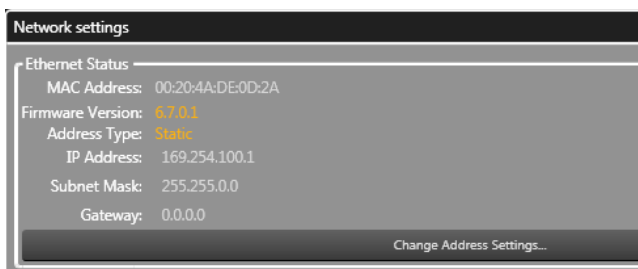 Network settings
Ethernet Status
MAC Address: 00:20:4A:DE:0D:2A
Firmware Version: 6.7.0.1
Address Type: Static
IP Address: 169.254.100.1
Subnet Mask: 255.255.0.0
Gateway: 0.0.0.0
Change Address Settings...